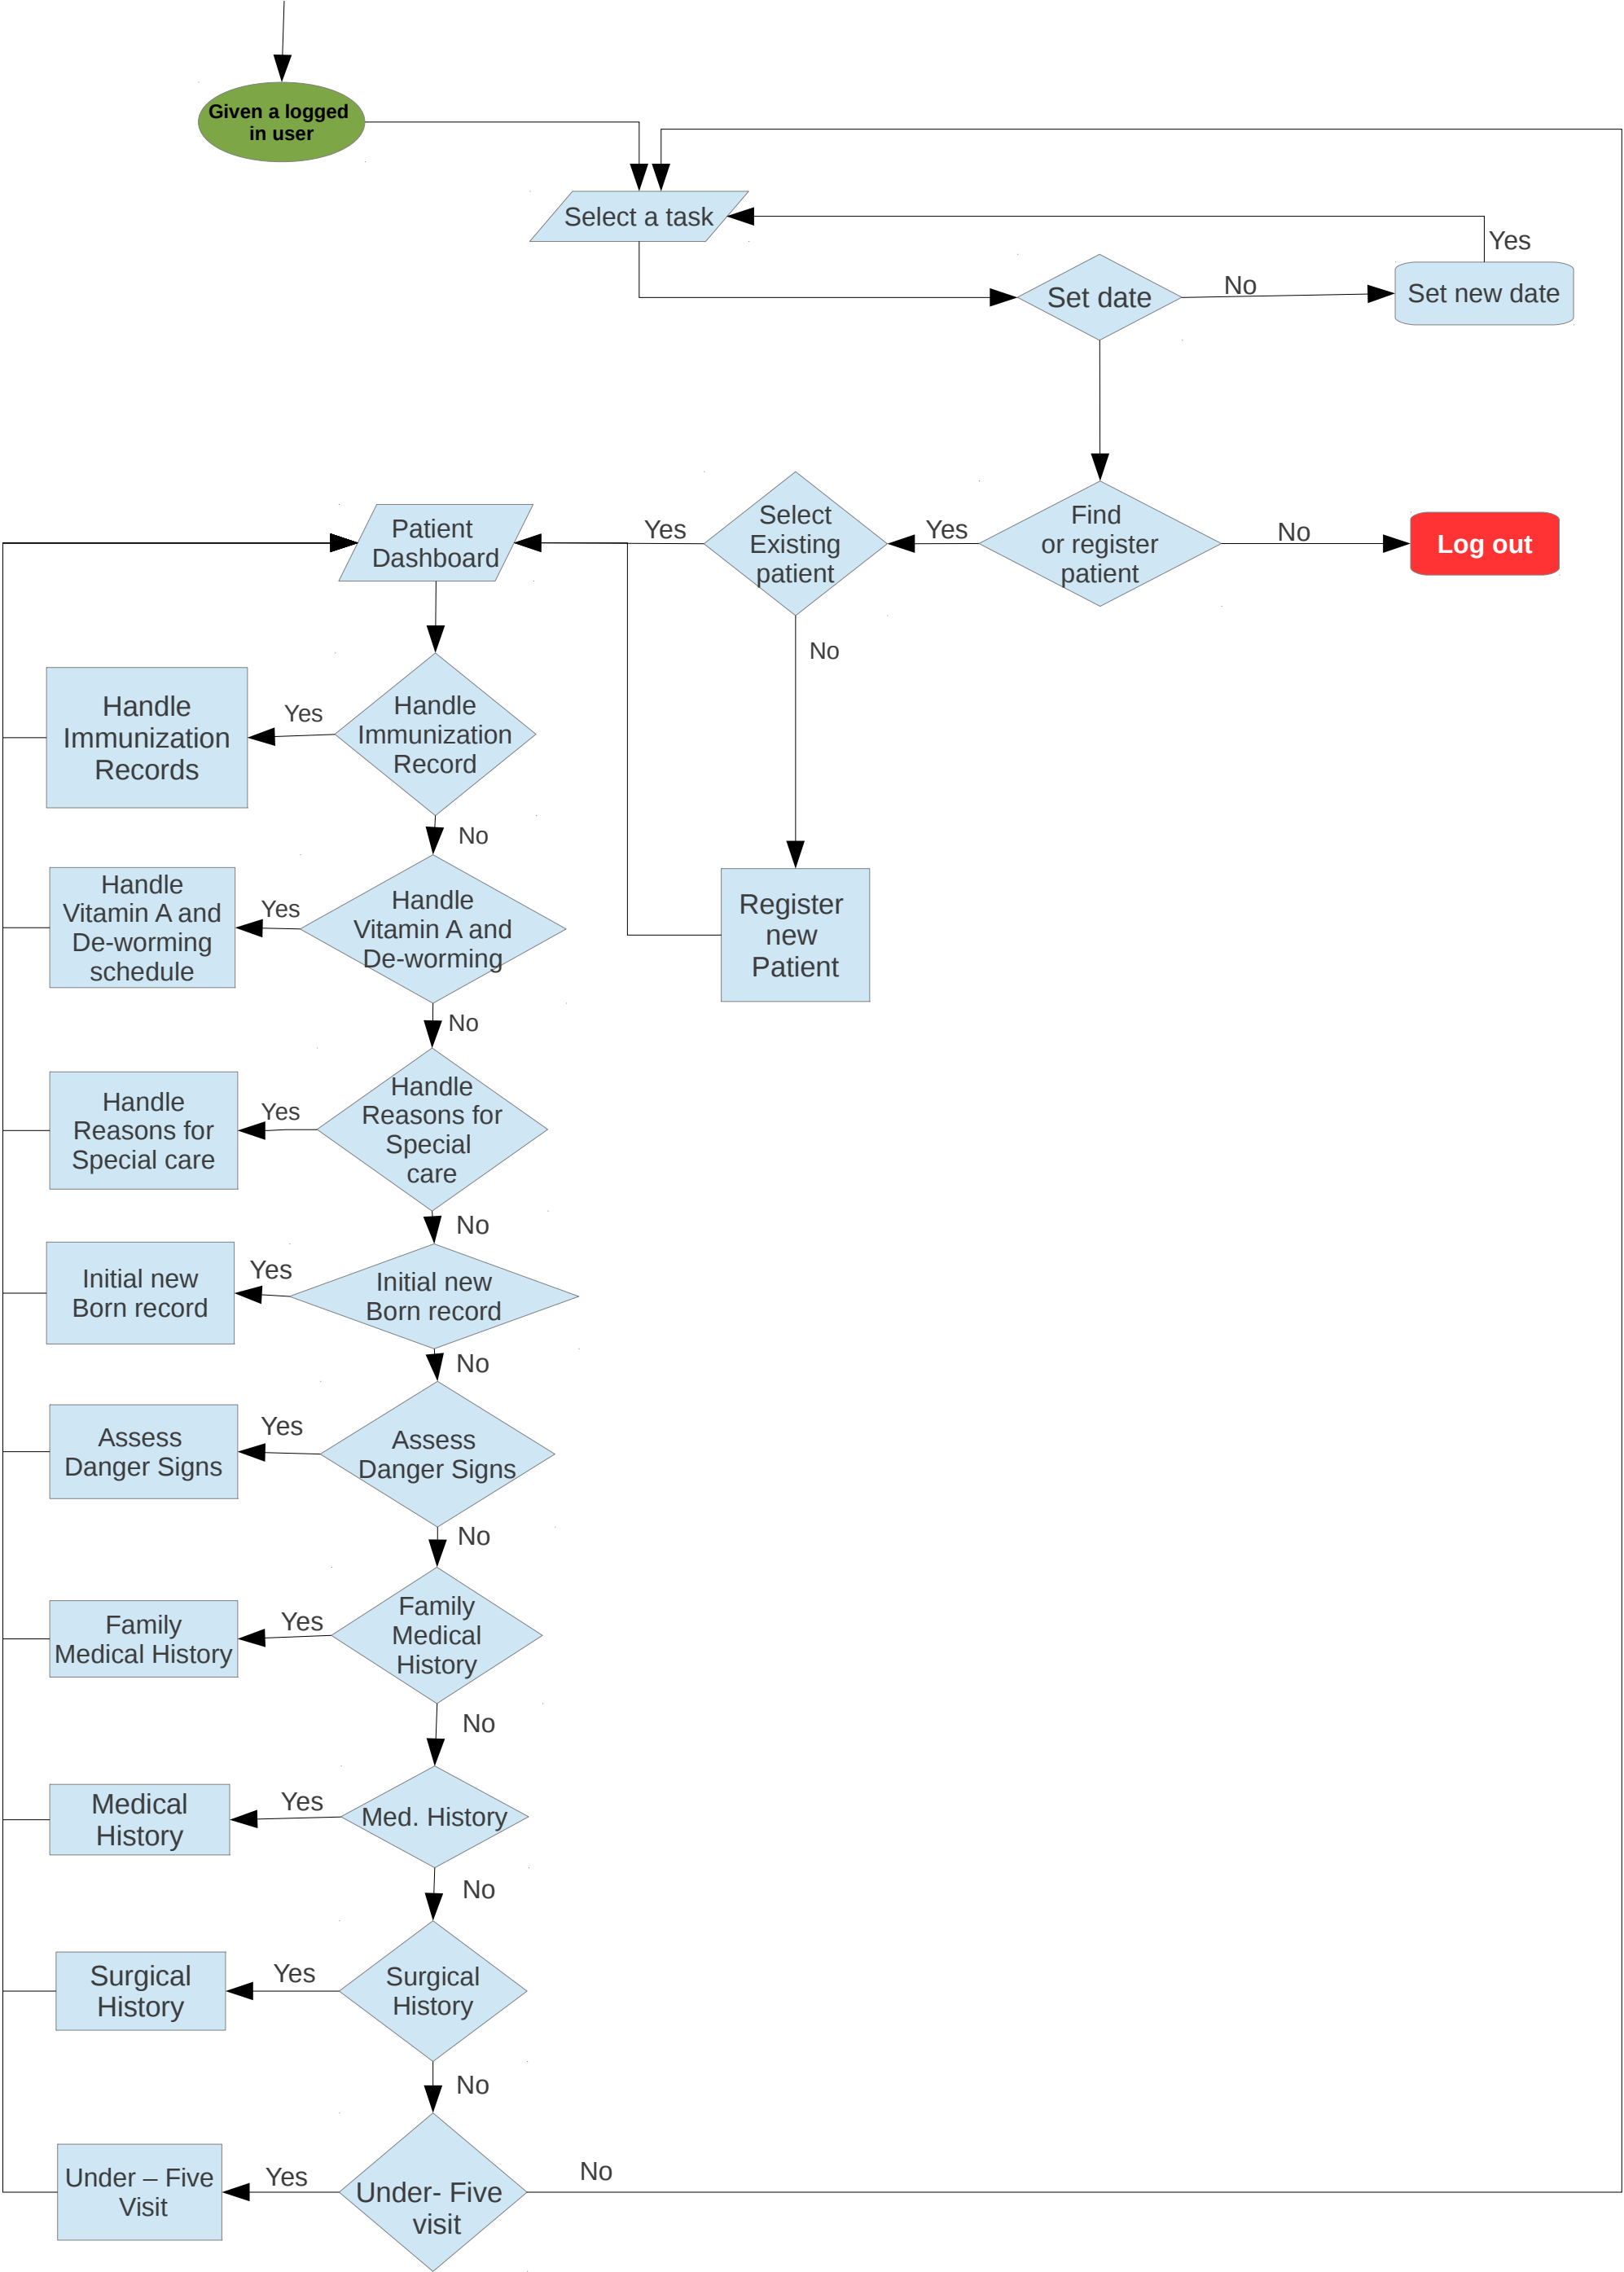 Given a logged
in user
Select a task
Yes
Set date
No
Set new date
Patient
Dashboard
Yes
Select
Existing
patient
Yes
Find
or register
patient
No
Log out
No
Handle
Immunization
Records
Yes
Handle
Immunization
Record
No
Handle
Vitamin A and
De-worming
schedule
Yes
Handle
Vitamin A and
De-worming
Register
new
Patient
No
Handle
Reasons for
Special care
Yes
Handle
Reasons for
Special
care
No
Initial new
Born record
Yes
Initial new
Born record
No
Assess
Danger Signs
Yes
Assess
Danger Signs
No
Family
Medical History
Yes
Family
Medical
History
No
Medical
History
Yes
Med. History
No
Surgical
History
Yes
Surgical
History
No
Under – Five
Visit
Yes
Under- Five
visit
No